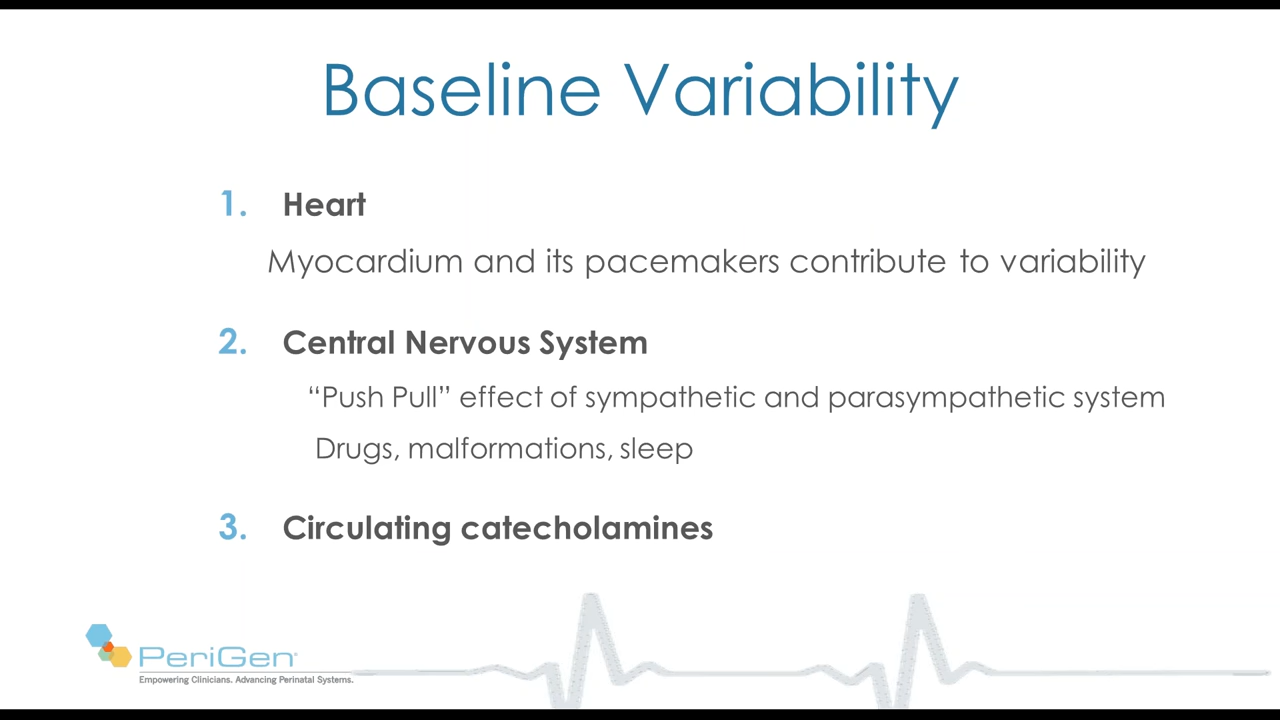 Baseline Variability
1. Heart
Myocardium and its pacemakers contribute to variability
2. Central Nervous System
“Push Pull” effect of sympathetic and parasympathetic system
Drugs, malformations, sleep
3. Circulating catecholamines
PeriGen
Empowering Clinicians. Advancing Perinatal Systems.